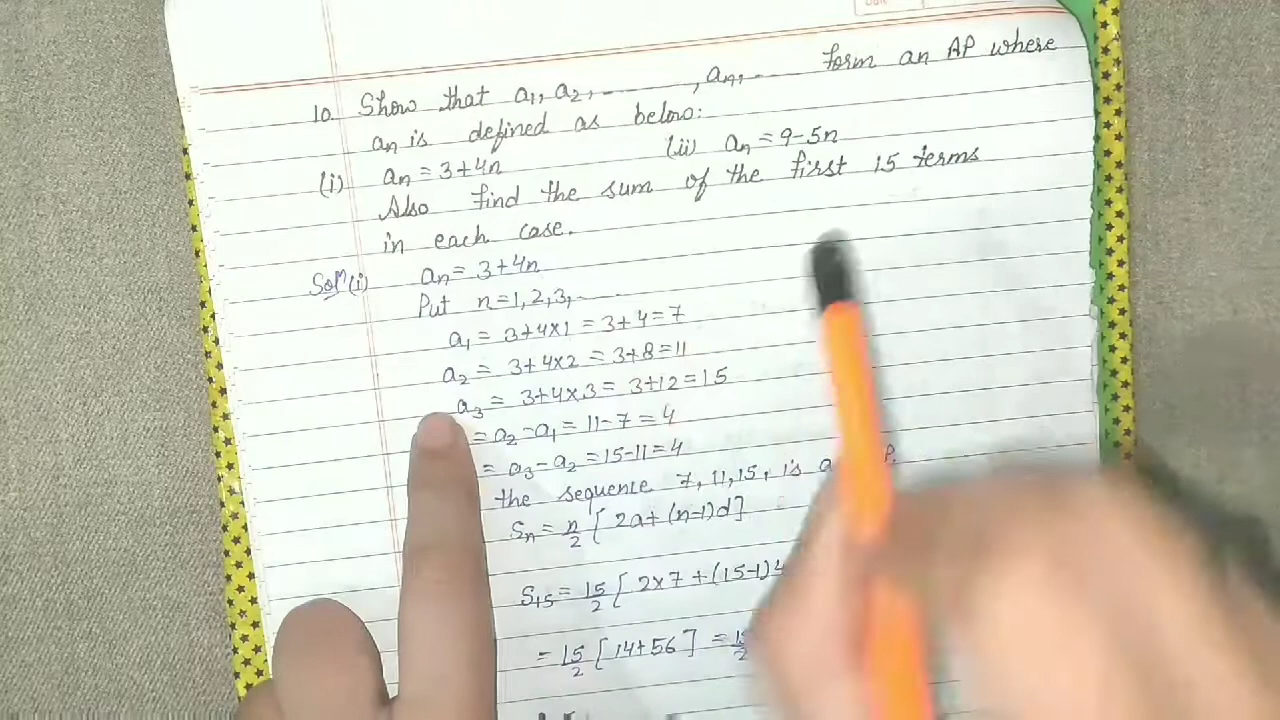 10. Show that a₁, a₂, ------, aₙ, --- form an AP where
aₙ is defined as below:
(i) aₙ = 3+4n (ii) aₙ = 9-5n
Also find the sum of the first 15 terms
in each case.
Solⁿ(i) aₙ = 3+4n
Put n=1,2,3,------
a₁ = 3+4×1 = 3+4=7
a₂ = 3+4×2 = 3+8=11
a₃ = 3+4×3 = 3+12=15
= a₂-a₁ = 11-7 = 4
= a₃-a₂ = 15-11=4
the sequence 7, 11, 15, is a P.
Sₙ = n/2 [2a+(n-1)d]
S₁₅ = 15/2 [2×7+(15-1)4
= 15/2 [14+56] =